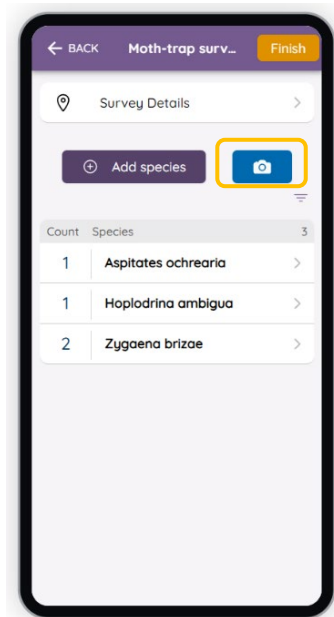 ← BACK Moth-trap surv... Finish
Survey Details
Add species
Count Species 3
1 Aspitates ochrearia
1 Hoplodrina ambigua
2 Zygaena brizae